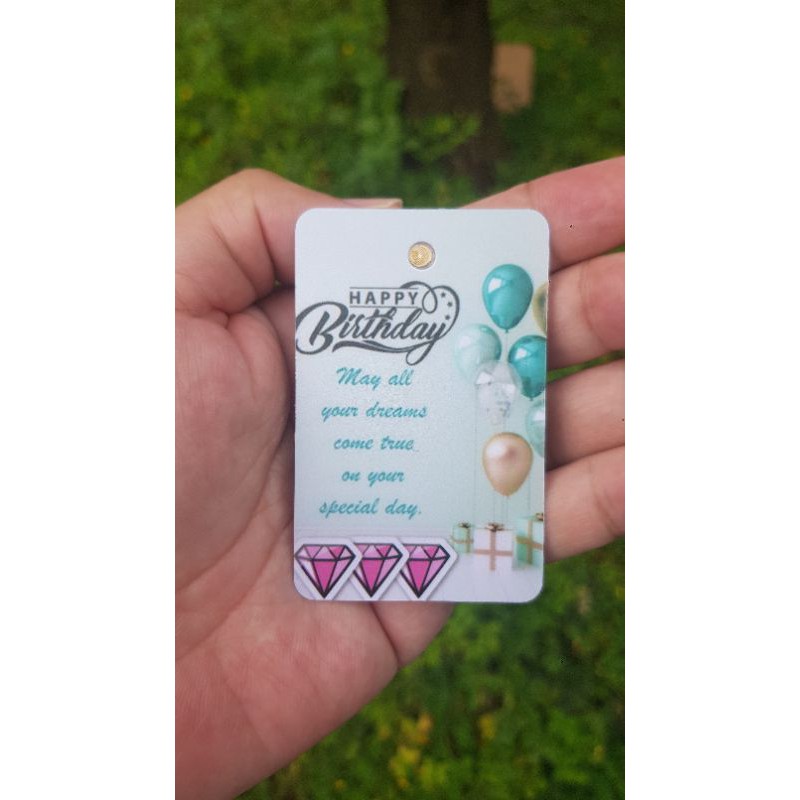 HAPPY
Birthday
May all
your dreams
come true
on your
special day.